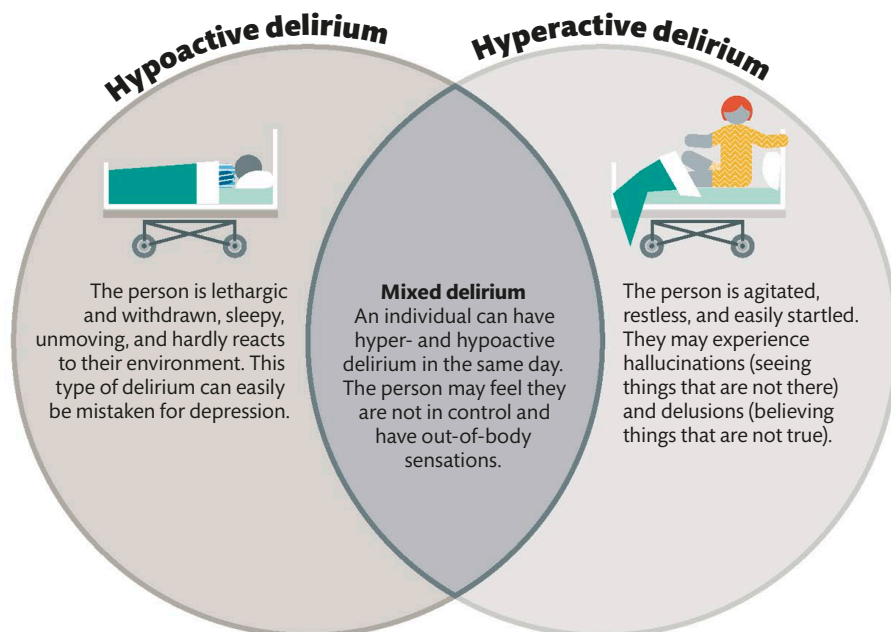 Hypoactive delirium
Hyperactive delirium
The person is lethargic
and withdrawn, sleepy,
unmoving, and hardly reacts
to their environment. This
type of delirium can easily
be mistaken for depression.
Mixed delirium
An individual can have
hyper- and hypoactive
delirium in the same day.
The person may feel they
are not in control and
have out-of-body
sensations.
The person is agitated,
restless, and easily startled.
They may experience
hallucinations (seeing
things that are not there)
and delusions (believing
things that are not true).